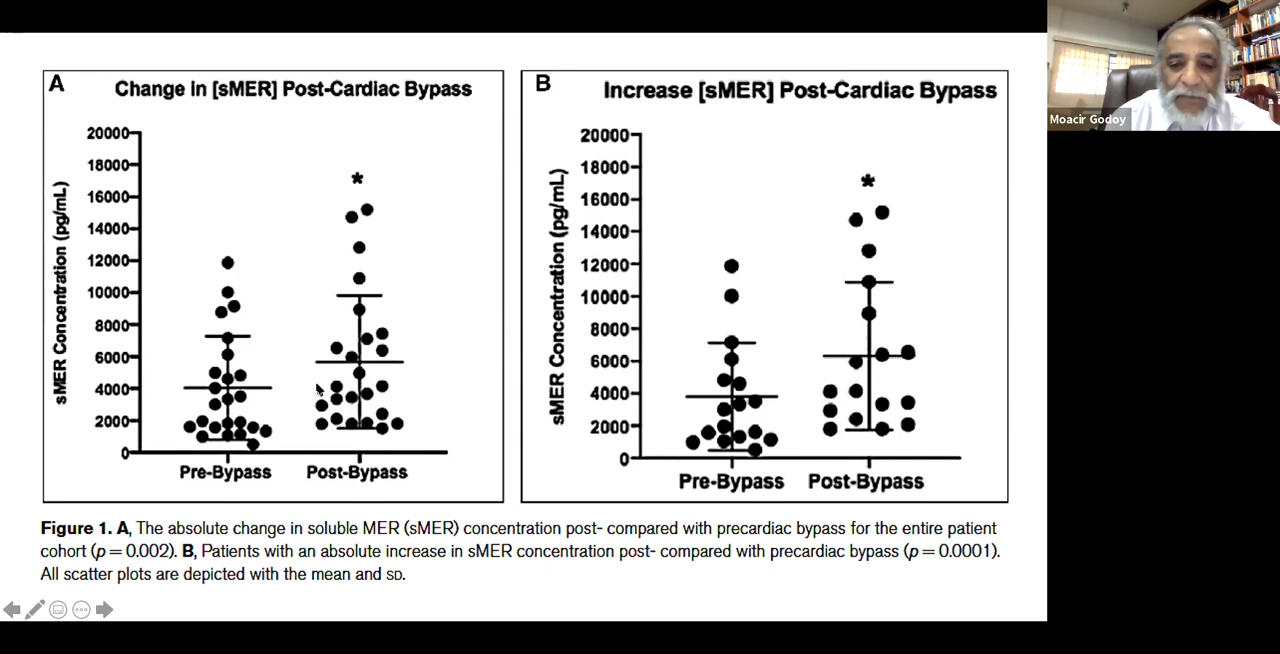 A
Change in [sMER] Post-Cardiac Bypass
sMER Concentration (pg/mL)
20000
18000
16000
14000
12000
10000
8000
6000
4000
2000
0
*
Pre-Bypass
Post-Bypass
B
Increase [sMER] Post-Cardiac Bypass
sMER Concentration (pg/mL)
20000
18000
16000
14000
12000
10000
8000
6000
4000
2000
0
*
Pre-Bypass
Post-Bypass
Figure 1. A, The absolute change in soluble MER (sMER) concentration post- compared with precardiac bypass for the entire patient
cohort (p = 0.002). B, Patients with an absolute increase in sMER concentration post- compared with precardiac bypass (p = 0.0001).
All scatter plots are depicted with the mean and SD.
Moacir Godoy